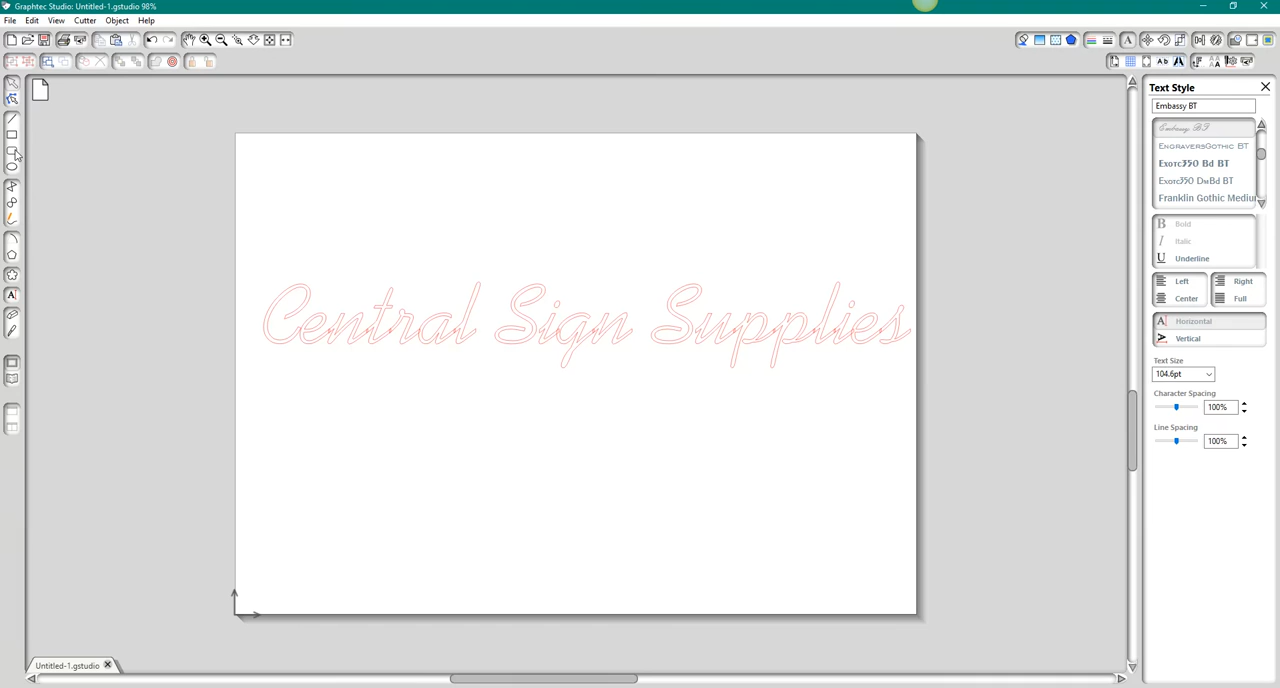 Graphtec Studio: Untitled-1.gstudio 98%
File Edit View Cutter Object Help
Text Style
Embassy BT
Embassy BT
EngraversGothic BT
Exotc350 Bd BT
Exotc350 DmBd BT
Franklin Gothic Mediu
B Bold
I Italic
U Underline
Left Right
Center Full
Horizontal
Vertical
Text Size
104.6pt
Character Spacing
100%
Line Spacing
100%
Central Sign Supplies
Untitled-1.gstudio